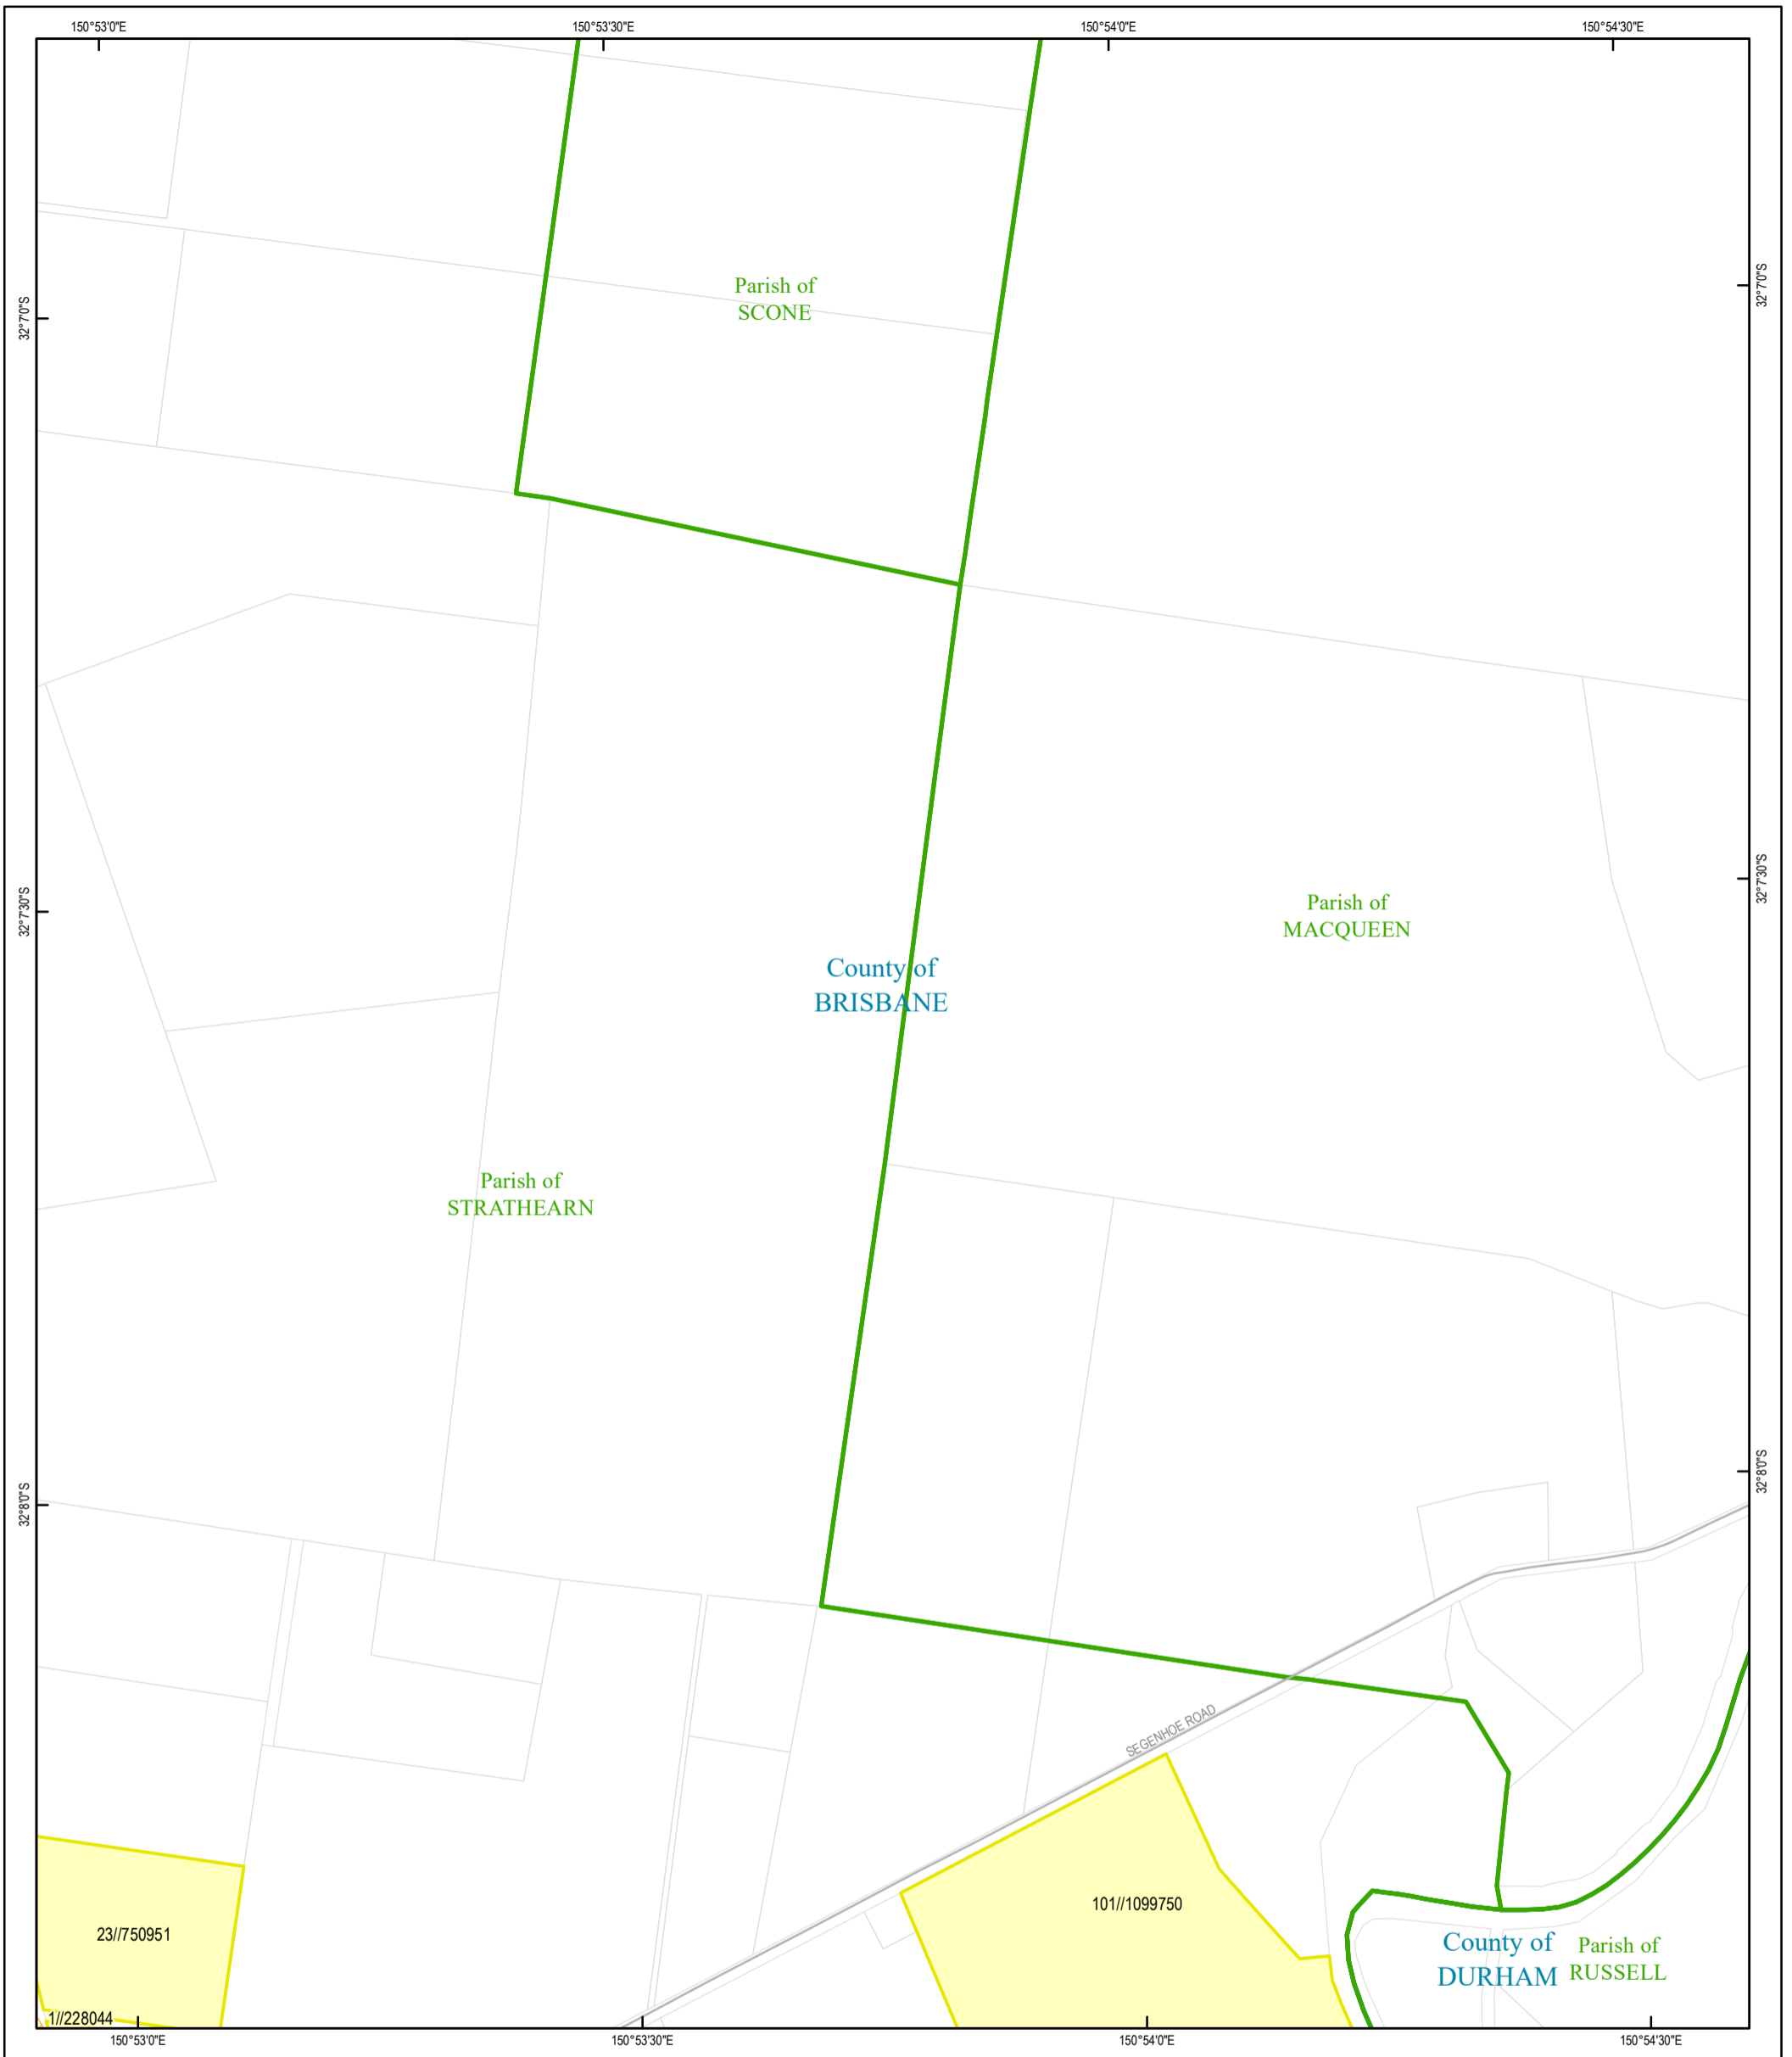 150°53'0"E
150°53'30"E
150°54'0"E
150°54'30"E
32°7'0"S
32°7'0"S
Parish of
SCONE
32°7'30"S
32°7'30"S
Parish of
MACQUEEN
County of
BRISBANE
Parish of
STRATHEARN
32°8'0"S
32°8'0"S
SEGENHOE ROAD
101//1099750
23//750951
County of
DURHAM
Parish of
RUSSELL
1//228044
150°53'0"E
150°53'30"E
150°54'0"E
150°54'30"E